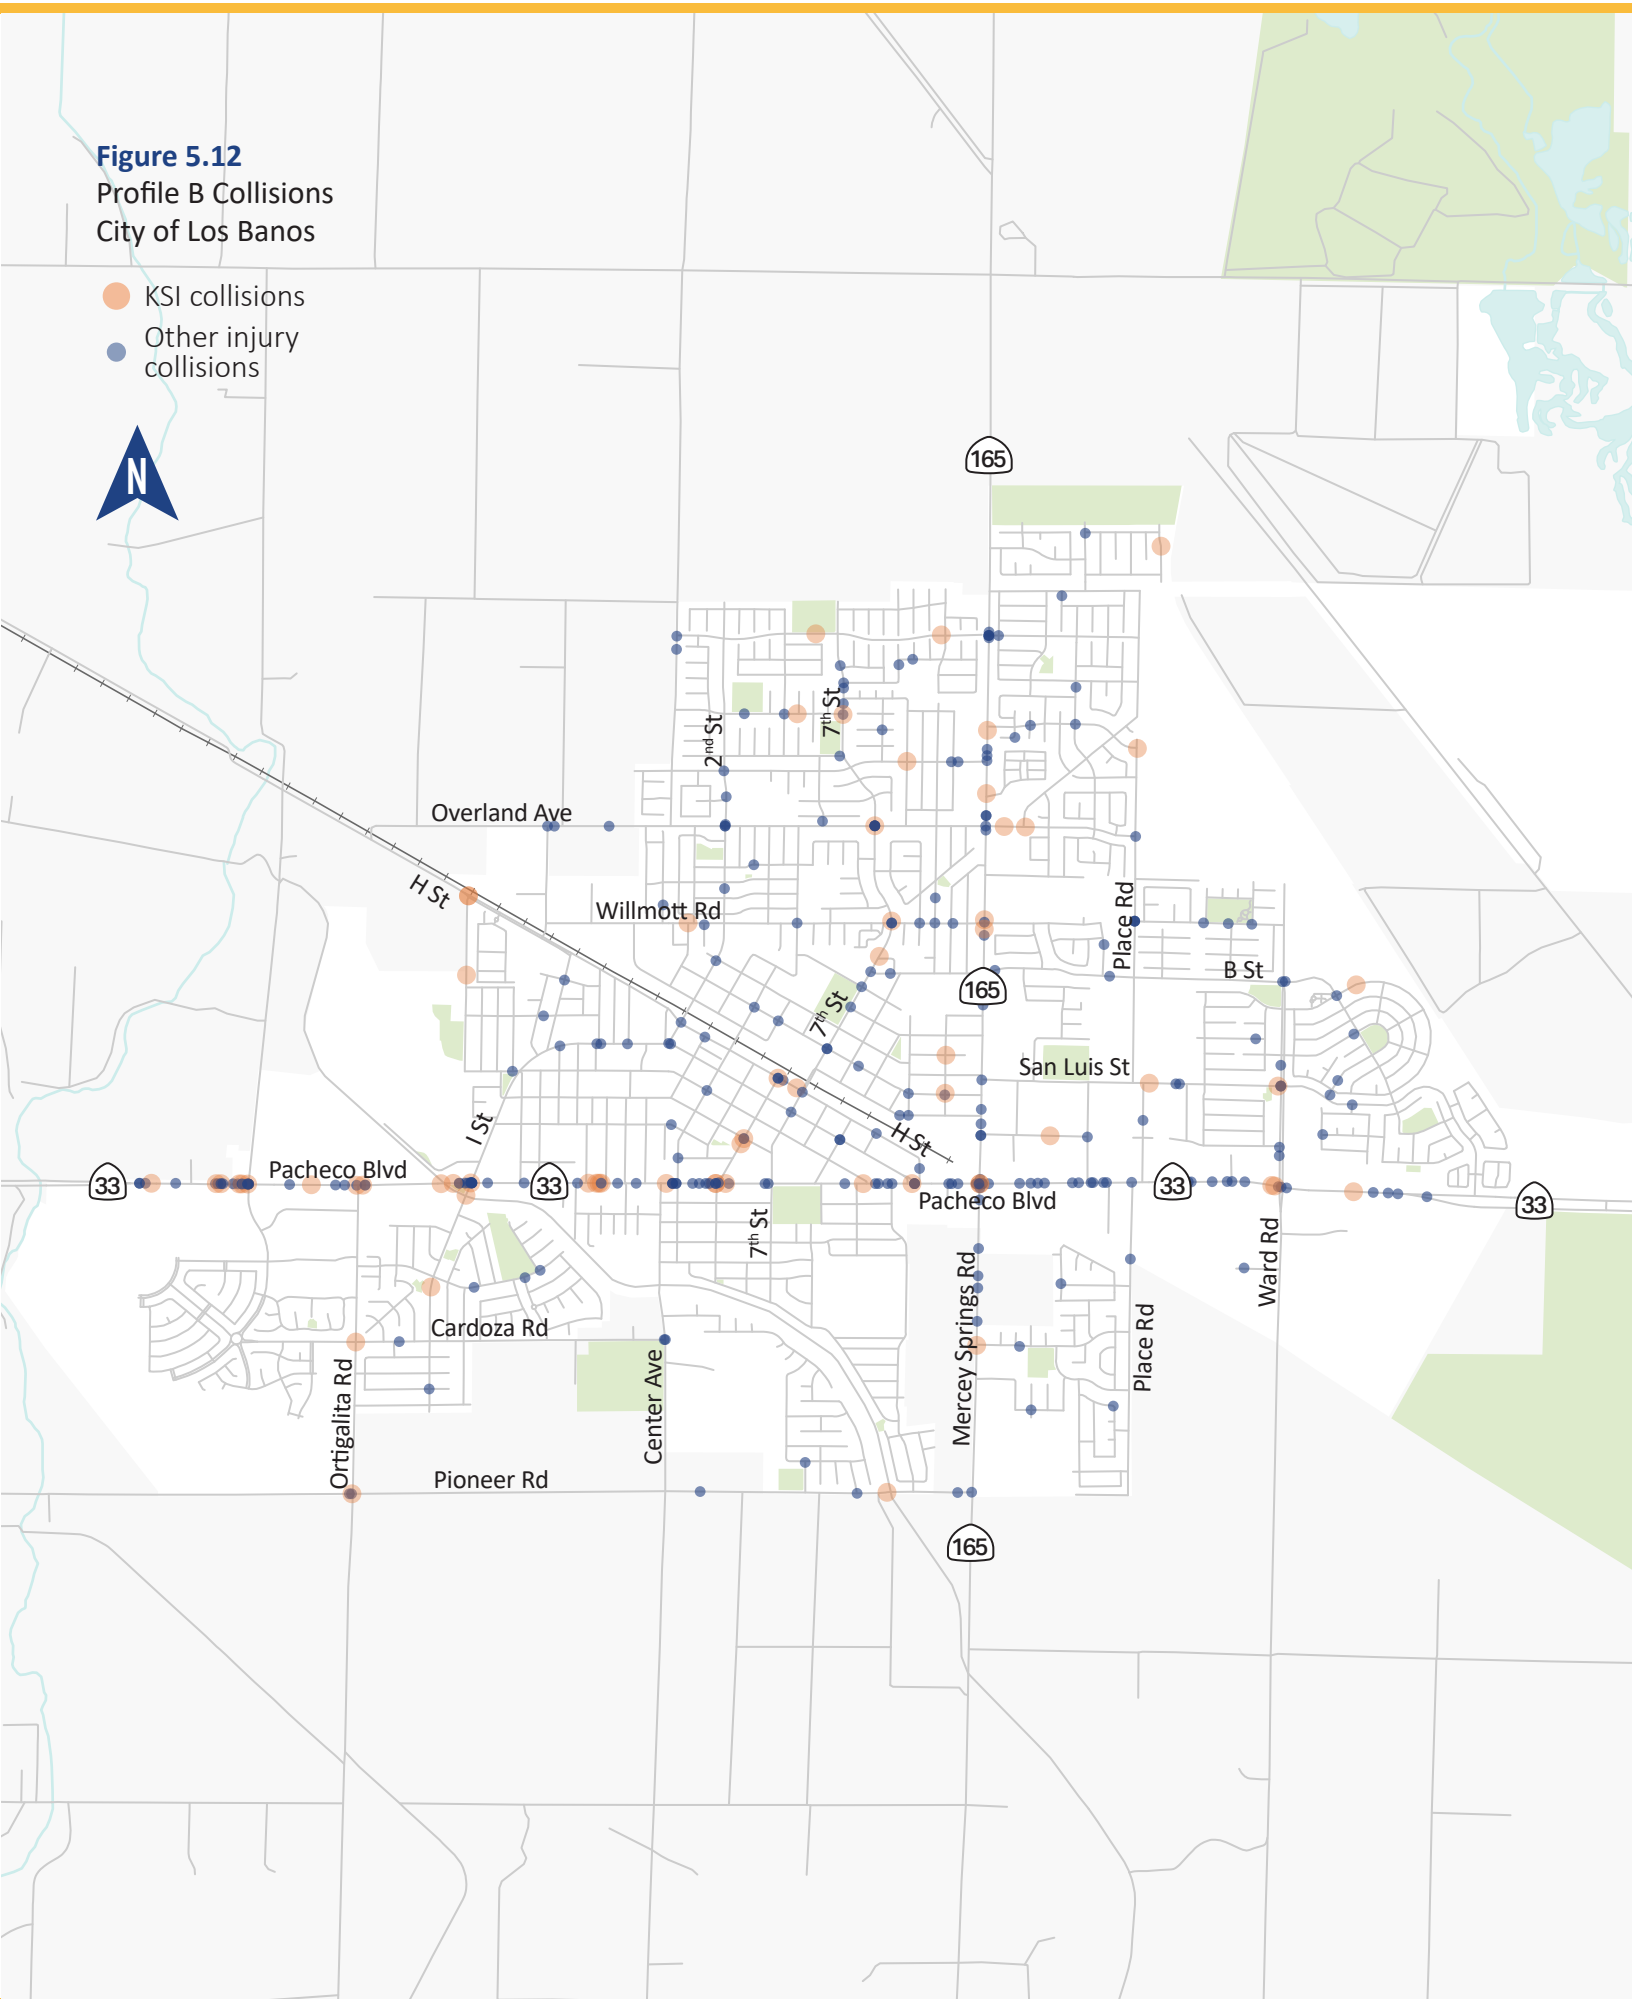 Figure 5.12
Profile B Collisions
City of Los Banos
KSI collisions
Other injury
collisions
N
165
7th St
2nd St
Overland Ave
H St
Willmott Rd
Place Rd
B St
165
7th St
San Luis St
I St
H St
Pacheco Blvd
33
33
33
33
Pacheco Blvd
7th St
Ward Rd
Mercey Springs Rd
Cardoza Rd
Place Rd
Ortigalita Rd
Center Ave
Pioneer Rd
165